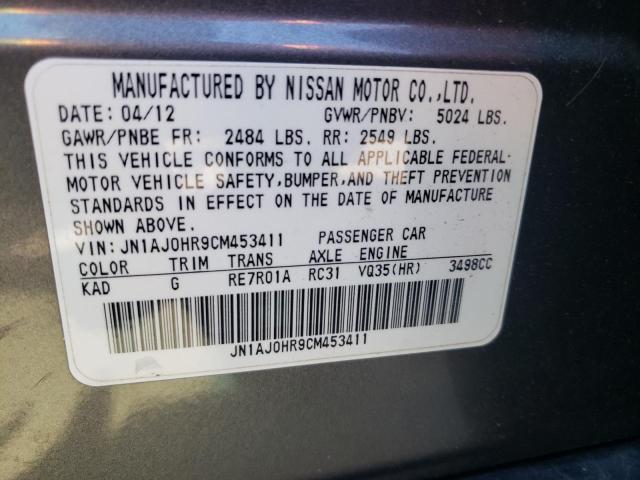 MANUFACTURED BY NISSAN MOTOR CO.,LTD.
DATE: 04/12 GVWR/PNBV: 5024 LBS.
GAWR/PNBE FR: 2484 LBS. RR: 2549 LBS.
THIS VEHICLE CONFORMS TO ALL APPLICABLE FEDERAL
MOTOR VEHICLE SAFETY,BUMPER,AND THEFT PREVENTION
STANDARDS IN EFFECT ON THE DATE OF MANUFACTURE
SHOWN ABOVE.
VIN: JN1AJ0HR9CM453411 PASSENGER CAR
COLOR TRIM TRANS AXLE ENGINE
KAD G RE7R01A RC31 VQ35(HR) 3498CC
JN1AJ0HR9CM453411